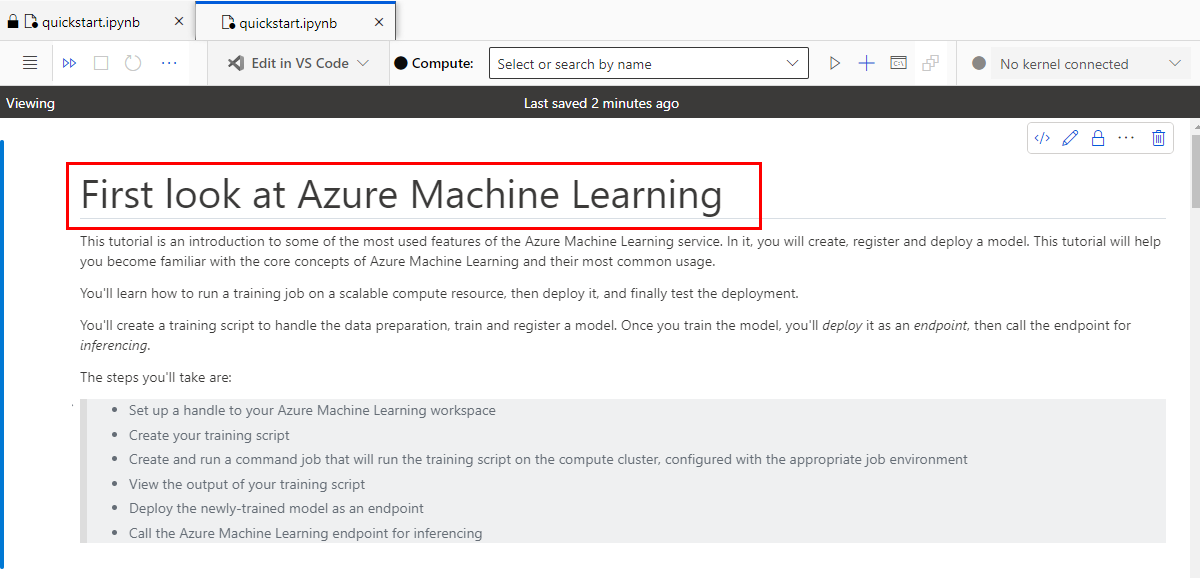 quickstart.ipynb
quickstart.ipynb
Edit in VS Code
Compute:
Select or search by name
No kernel connected
Viewing
Last saved 2 minutes ago
First look at Azure Machine Learning
This tutorial is an introduction to some of the most used features of the Azure Machine Learning service. In it, you will create, register and deploy a model. This tutorial will help
you become familiar with the core concepts of Azure Machine Learning and their most common usage.
You'll learn how to run a training job on a scalable compute resource, then deploy it, and finally test the deployment.
You'll create a training script to handle the data preparation, train and register a model. Once you train the model, you'll deploy it as an endpoint, then call the endpoint for
inferencing.
The steps you'll take are:
• Set up a handle to your Azure Machine Learning workspace
• Create your training script
• Create and run a command job that will run the training script on the compute cluster, configured with the appropriate job environment
• View the output of your training script
• Deploy the newly-trained model as an endpoint
• Call the Azure Machine Learning endpoint for inferencing